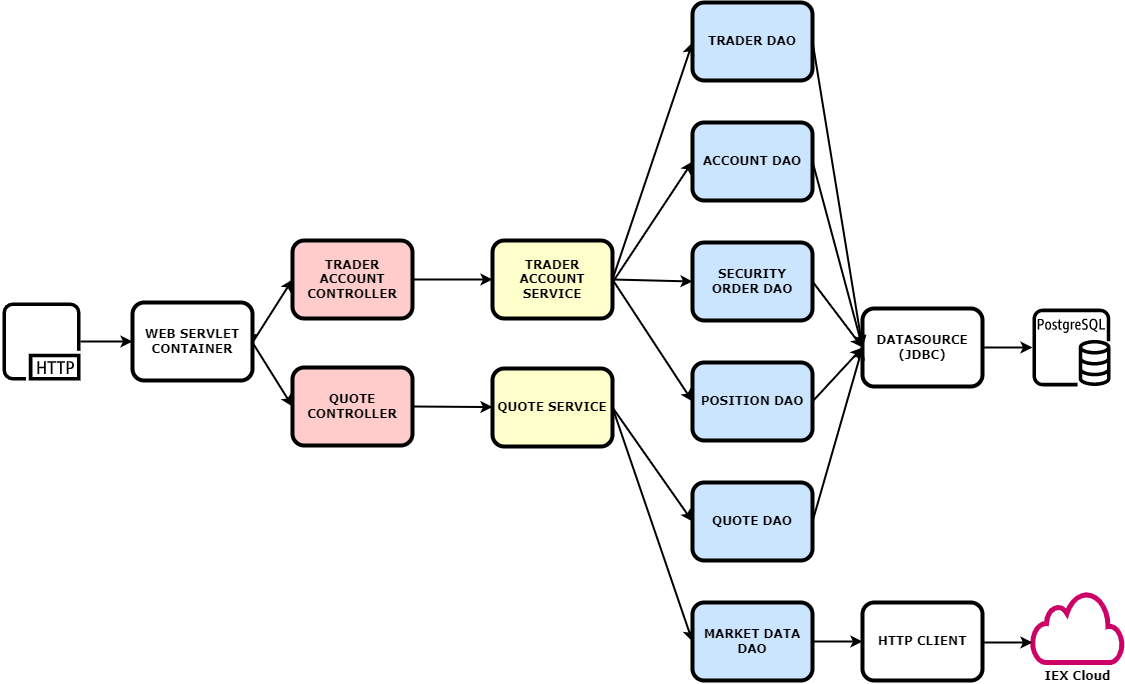 TRADER DAO
ACCOUNT DAO
TRADER
ACCOUNT
CONTROLLER
TRADER
ACCOUNT
SERVICE
SECURITY
ORDER DAO
HTTP
WEB SERVLET
CONTAINER
DATASOURCE
(JDBC)
PostgreSQL
QUOTE
CONTROLLER
QUOTE SERVICE
POSITION DAO
QUOTE DAO
MARKET DATA
DAO
HTTP CLIENT
IEX Cloud